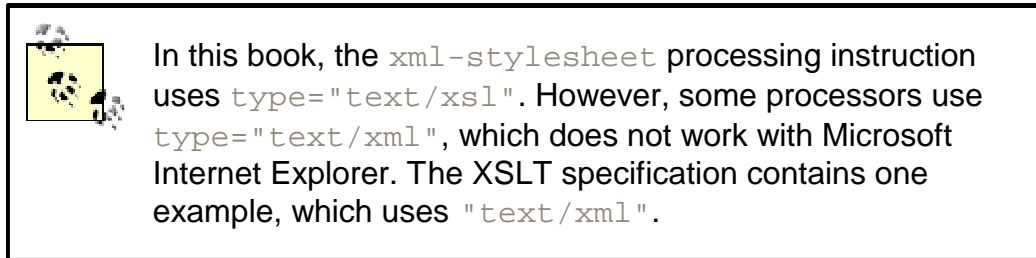 In this book, the xml-stylesheet processing instruction
uses type="text/xsl". However, some processors use
type="text/xml", which does not work with Microsoft
Internet Explorer. The XSLT specification contains one
example, which uses "text/xml".